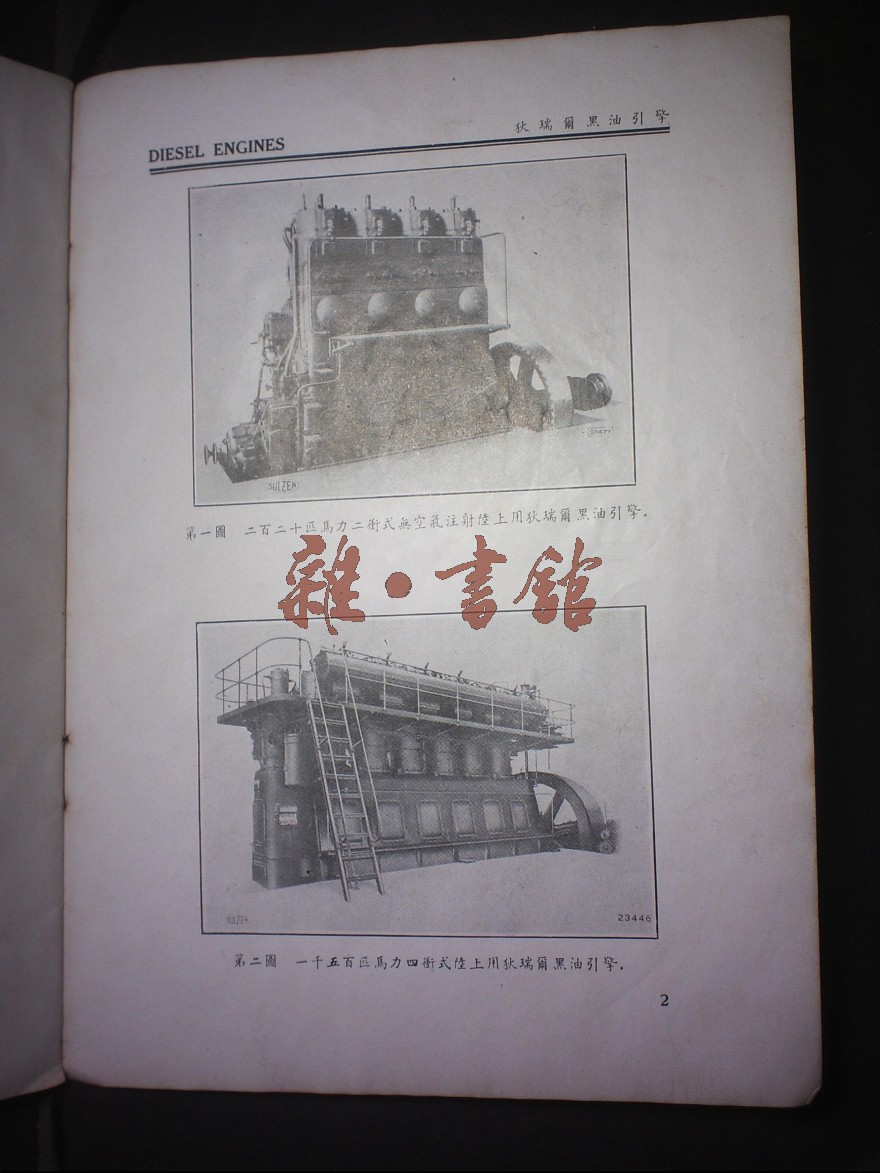 DIESEL ENGINES
狄瑞爾黑油引擎
SULZER
21471
第一圖 二百二十匹馬力二衝式無空氣注射陸上用狄瑞爾黑油引擎.
雜·書館
SULZER
23446
第二圖 一千五百匹馬力四衝式陸上用狄瑞爾黑油引擎.
2